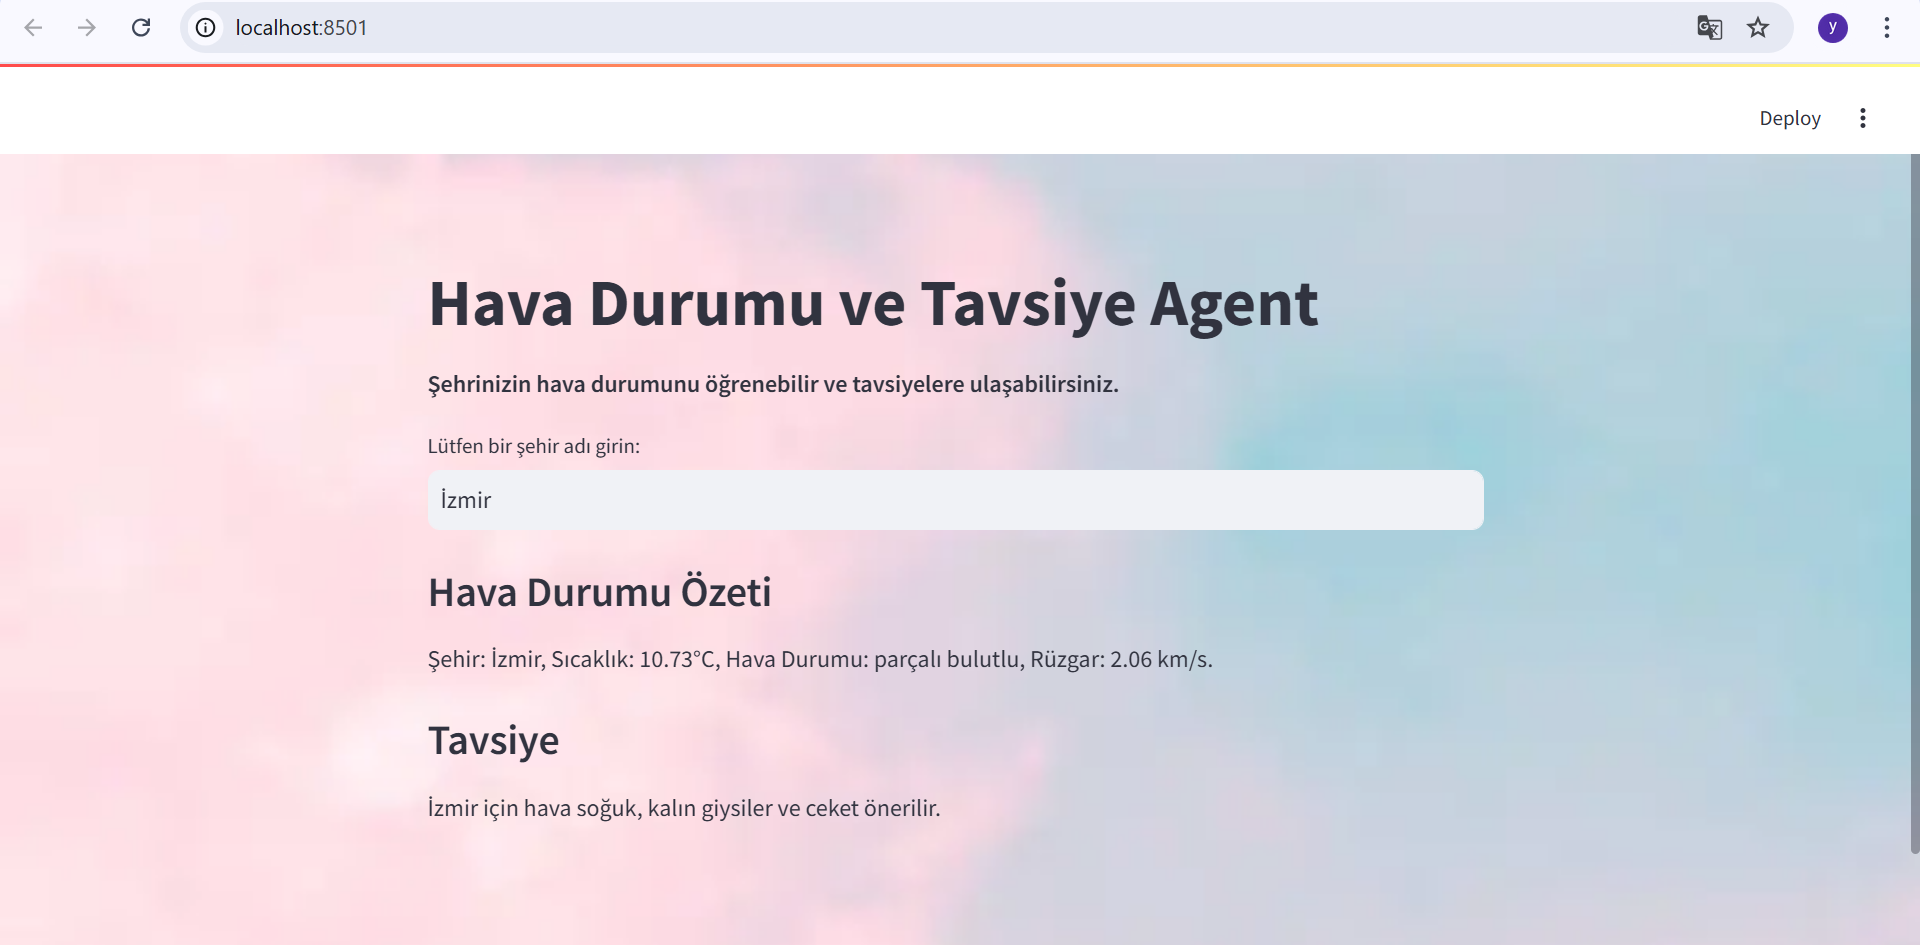 localhost:8501
y
Deploy
Hava Durumu ve Tavsiye Agent
Şehrinizin hava durumunu öğrenebilir ve tavsiyelere ulaşabilirsiniz.
Lütfen bir şehir adı girin:
İzmir
Hava Durumu Özeti
Şehir: İzmir, Sıcaklık: 10.73°C, Hava Durumu: parçalı bulutlu, Rüzgar: 2.06 km/s.
Tavsiye
İzmir için hava soğuk, kalın giysiler ve ceket önerilir.